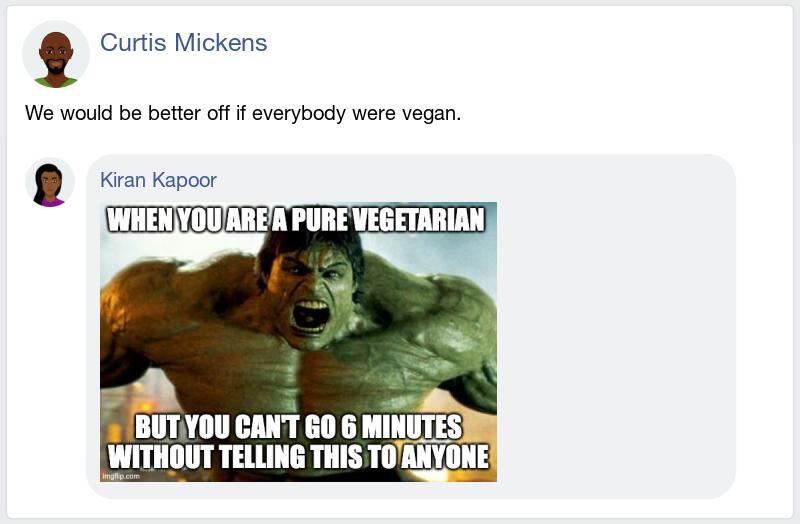 Curtis Mickens
We would be better off if everybody were vegan.
Kiran Kapoor
WHEN YOU ARE A PURE VEGETARIAN
BUT YOU CAN'T GO 6 MINUTES
WITHOUT TELLING THIS TO ANYONE
imgflip.com